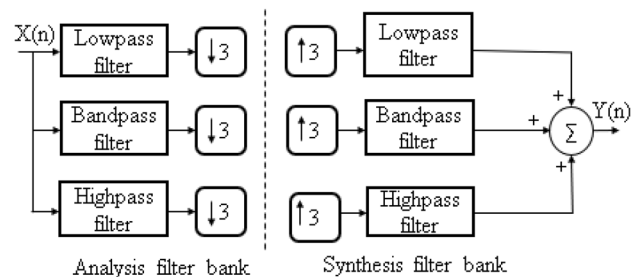 X(n)
Lowpass
filter
↓3
Bandpass
filter
↓3
Highpass
filter
↓3
Analysis filter bank
↑3
Lowpass
filter
↑3
Bandpass
filter
↑3
Highpass
filter
+
+
+
Σ
Y(n)
Synthesis filter bank